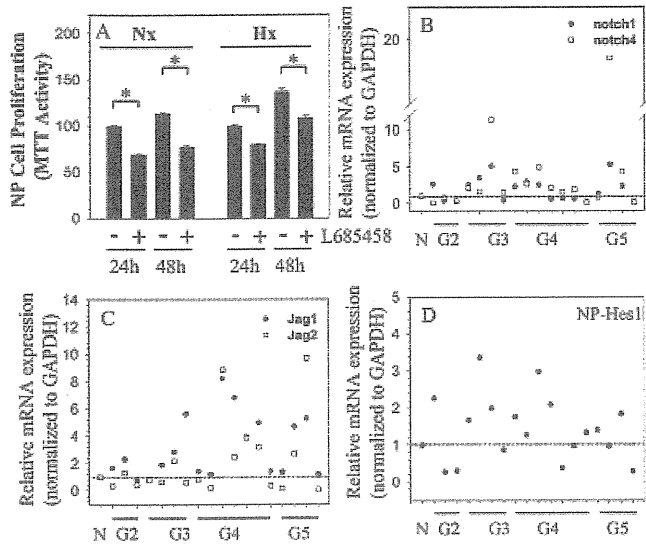 A
Nx
Hx
NP Cell Proliferation
(MTT Activity)
200
150
100
50
0
*
*
*
*
- + - + - + - + L685458
24h 48h 24h 48h
B
notch1
notch4
Relative mRNA expression
(normalized to GAPDH)
20
10
5
1
0
N G2 G3 G4 G5
C
Jag1
Jag2
Relative mRNA expression
(normalized to GAPDH)
14
12
10
8
6
4
2
1
0
N G2 G3 G4 G5
D
NP-Hes1
Relative mRNA expression
(normalized to GAPDH)
5
4
3
2
1
0
N G2 G3 G4 G5